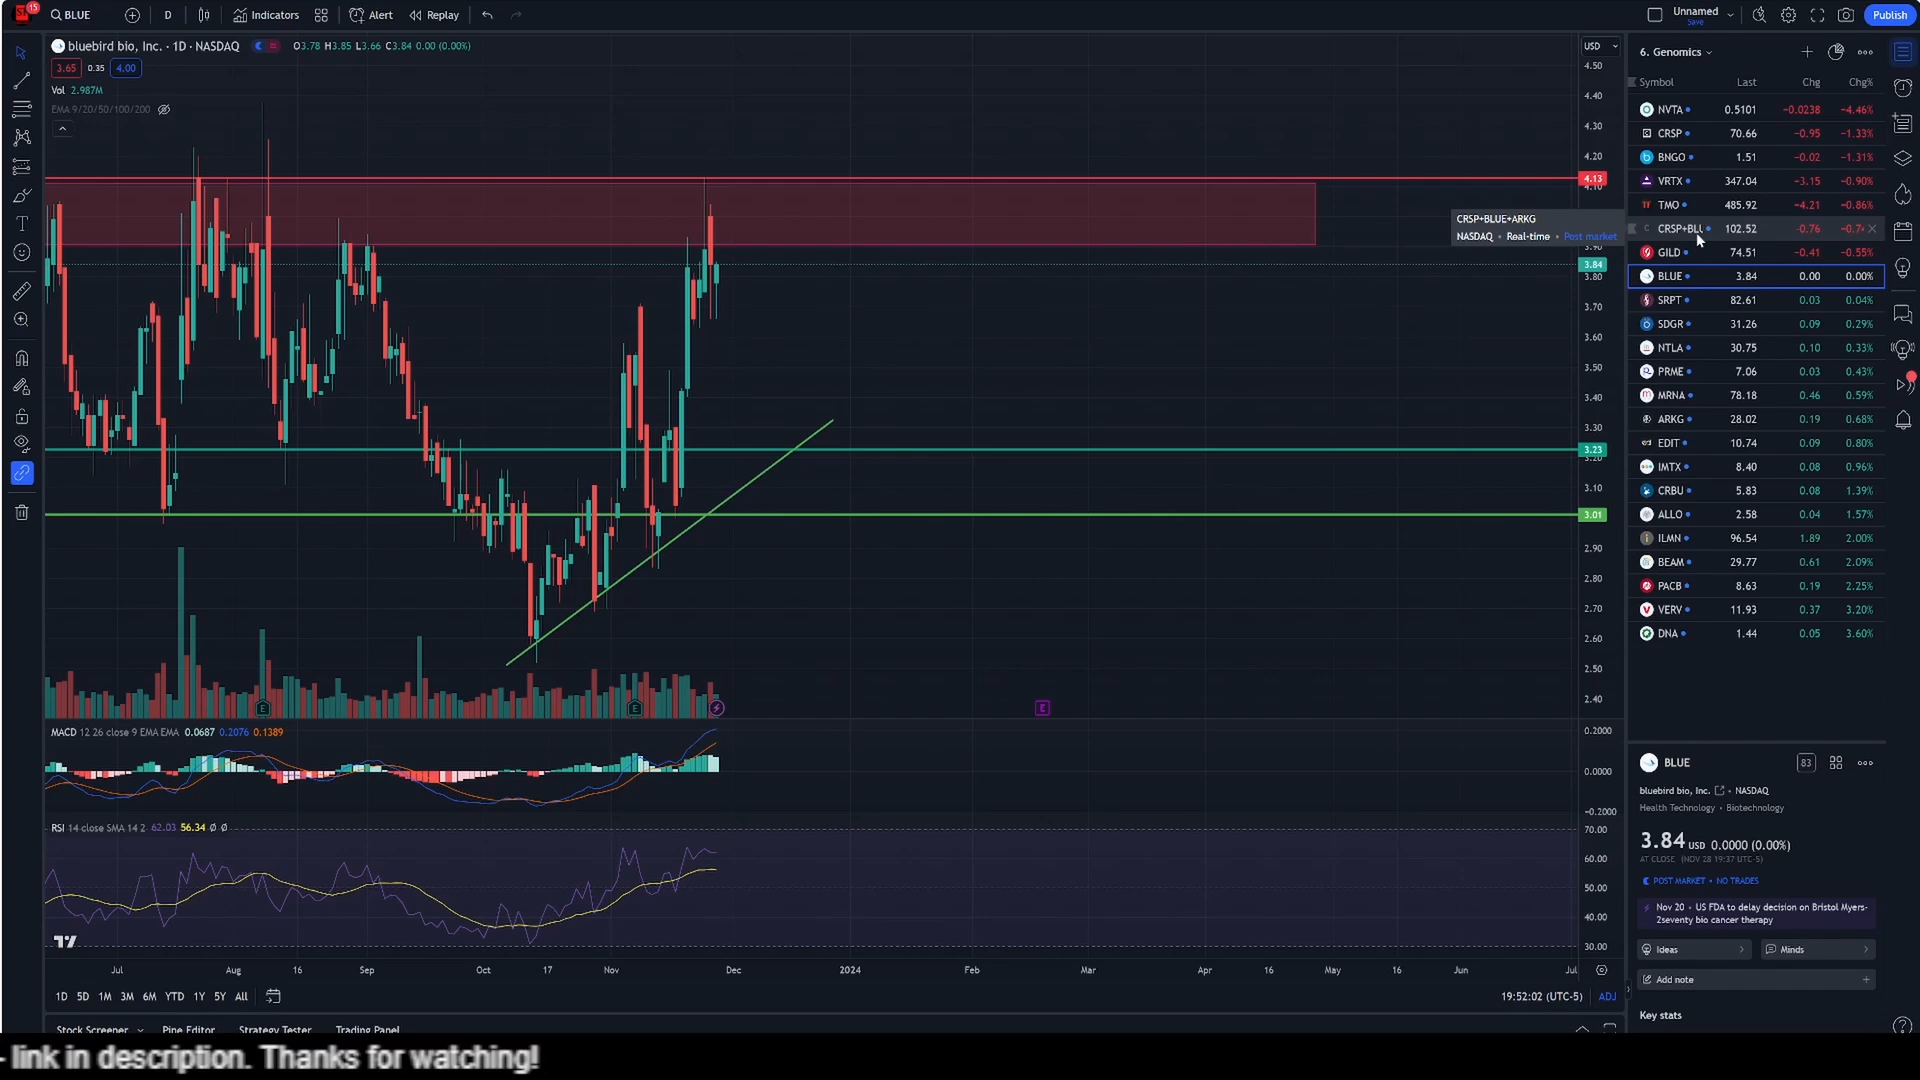 15
BLUE
D
Indicators
Alert
Replay
Unnamed
Save
Publish
bluebird bio, Inc. · 1D · NASDAQ
O3.78 H3.85 L3.66 C3.84 0.00 (0.00%)
3.65 0.35 4.00
Vol 2.987M
EMA 9/20/50/100/200
USD
4.50
4.40
4.30
4.20
4.13
4.10
3.90
3.84
3.80
3.70
3.60
3.50
3.40
3.30
3.23
3.20
3.10
3.01
2.90
2.80
2.70
2.60
2.50
2.40
E
E
E
CRSP+BLUE+ARKG
NASDAQ • Real-time • Post market
MACD 12 26 close 9 EMA EMA 0.0687 0.2076 0.1389
0.2000
0.0000
−0.2000
RSI 14 close SMA 14 2 62.03 56.34 Ø Ø
70.00
60.00
50.00
40.00
30.00
Jul Aug 16 Sep Oct 17 Nov Dec 2024 Feb Mar Apr 16 May 16 Jun Jul
1D 5D 1M 3M 6M YTD 1Y 5Y All
19:52:02 (UTC-5) ADJ
Stock Screener Pine Editor Strategy Tester Trading Panel
6. Genomics
Symbol Last Chg Chg%
NVTA 0.5101 −0.0238 −4.46%
CRSP 70.66 −0.95 −1.33%
BNGO 1.51 −0.02 −1.31%
VRTX 347.04 −3.15 −0.90%
TMO 485.92 −4.21 −0.86%
CRSP+BLU 102.52 −0.76
GILD 74.51 −0.41 −0.55%
BLUE 3.84 0.00 0.00%
SRPT 82.61 0.03 0.04%
SDGR 31.26 0.09 0.29%
NTLA 30.75 0.10 0.33%
PRME 7.06 0.03 0.43%
MRNA 78.18 0.46 0.59%
ARKG 28.02 0.19 0.68%
EDIT 10.74 0.09 0.80%
IMTX 8.40 0.08 0.96%
CRBU 5.83 0.08 1.39%
ALLO 2.58 0.04 1.57%
ILMN 96.54 1.89 2.00%
BEAM 29.77 0.61 2.09%
PACB 8.63 0.19 2.25%
VERV 11.93 0.37 3.20%
DNA 1.44 0.05 3.60%
BLUE
83
bluebird bio, Inc. • NASDAQ
Health Technology • Biotechnology
3.84 USD 0.0000 (0.00%)
AT CLOSE (NOV 28 19:37 UTC-5)
POST MARKET • NO TRADES
Nov 20 • US FDA to delay decision on Bristol Myers-
2seventy bio cancer therapy
Ideas
Minds
Add note
Key stats
- link in description. Thanks for watching!